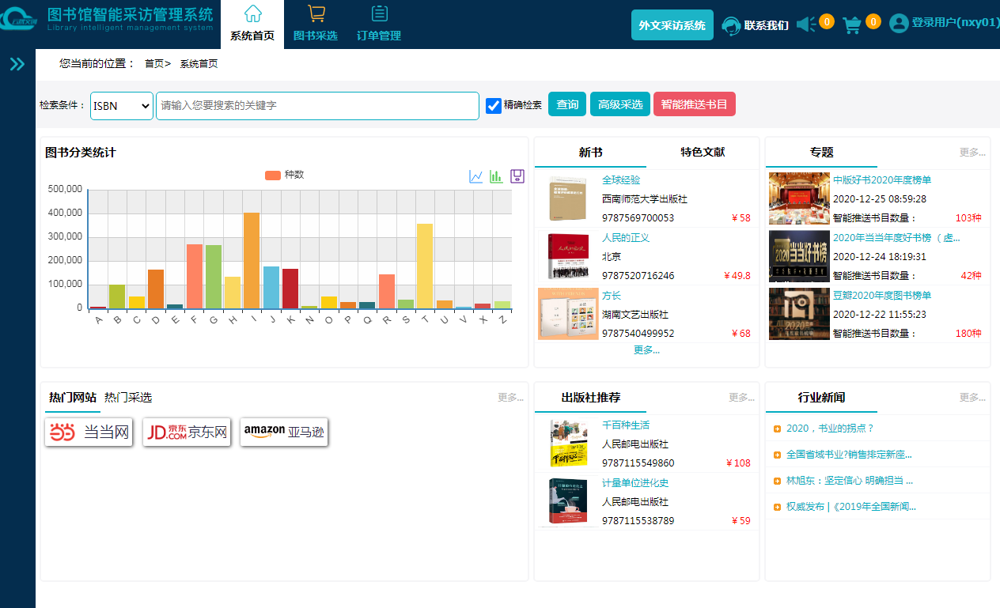 图书馆智能采访管理系统
Library intelligent management system
系统首页
图书采选
订单管理
外文采访系统
联系我们
0
0
登录用户(nxy01)
您当前的位置： 首页> 系统首页
检索条件：
ISBN
请输入您要搜索的关键字
精确检索
查询
高级采选
智能推送书目
图书分类统计
种数
500,000
400,000
300,000
200,000
100,000
0
A B C D E F G H I J K N O P Q R S T U V X Z
新书
特色文献
全球经验
西南师范大学出版社
9787569700053
￥58
人民的正义
北京
9787520716246
￥49.8
方长
湖南文艺出版社
9787540499952
￥68
更多...
专题
更多...
中版好书2020年度榜单
2020-12-25 08:59:28
智能推送书目数量：
103种
2020当当好书榜
2020年当当年度好书榜（虚...
2020-12-24 18:19:31
智能推送书目数量：
42种
2020
豆瓣2020年度图书榜单
2020-12-22 11:55:23
智能推送书目数量：
180种
热门网站
热门采选
更多...
当当
当当网
JD.COM
京东
京东网
amazon
亚马逊
出版社推荐
更多...
千百种生活
人民邮电出版社
9787115549860
￥108
计量单位进化史
人民邮电出版社
9787115538789
￥59
行业新闻
更多...
2020，书业的拐点？
全国省域书业?销售排定新座...
林旭东：坚定信心 明确担当 ...
权威发布 |《2019年全国新闻...